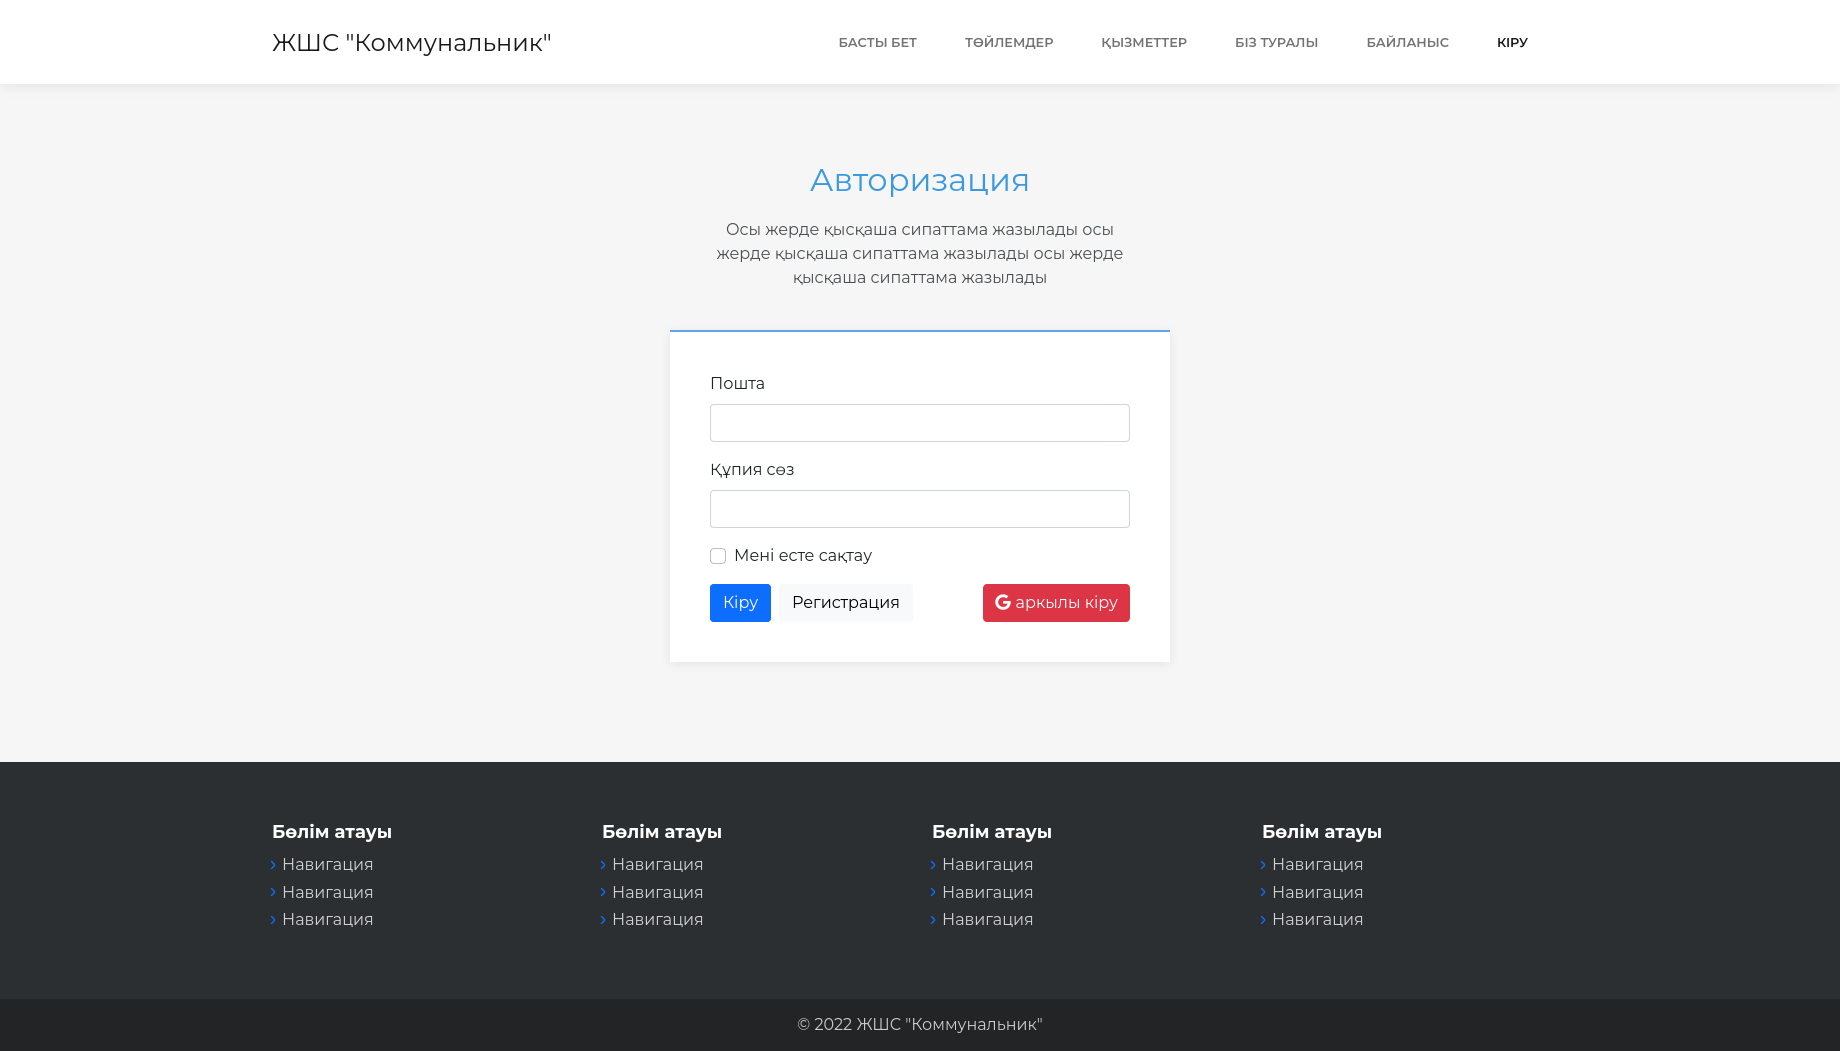 ЖШС "Коммунальник"
БАСТЫ БЕТ
ТӨЙЛЕМДЕР
ҚЫЗМЕТТЕР
БІЗ ТУРАЛЫ
БАЙЛАНЫС
КІРУ
Авторизация
Осы жерде қысқаша сипаттама жазылады осы
жерде қысқаша сипаттама жазылады осы жерде
қысқаша сипаттама жазылады
Пошта
Құпия сөз
Мені есте сақтау
Кіру
Регистрация
G аркылы кіру
Бөлім атауы
Навигация
Навигация
Навигация
Бөлім атауы
Навигация
Навигация
Навигация
Бөлім атауы
Навигация
Навигация
Навигация
Бөлім атауы
Навигация
Навигация
Навигация
© 2022 ЖШС "Коммунальник"